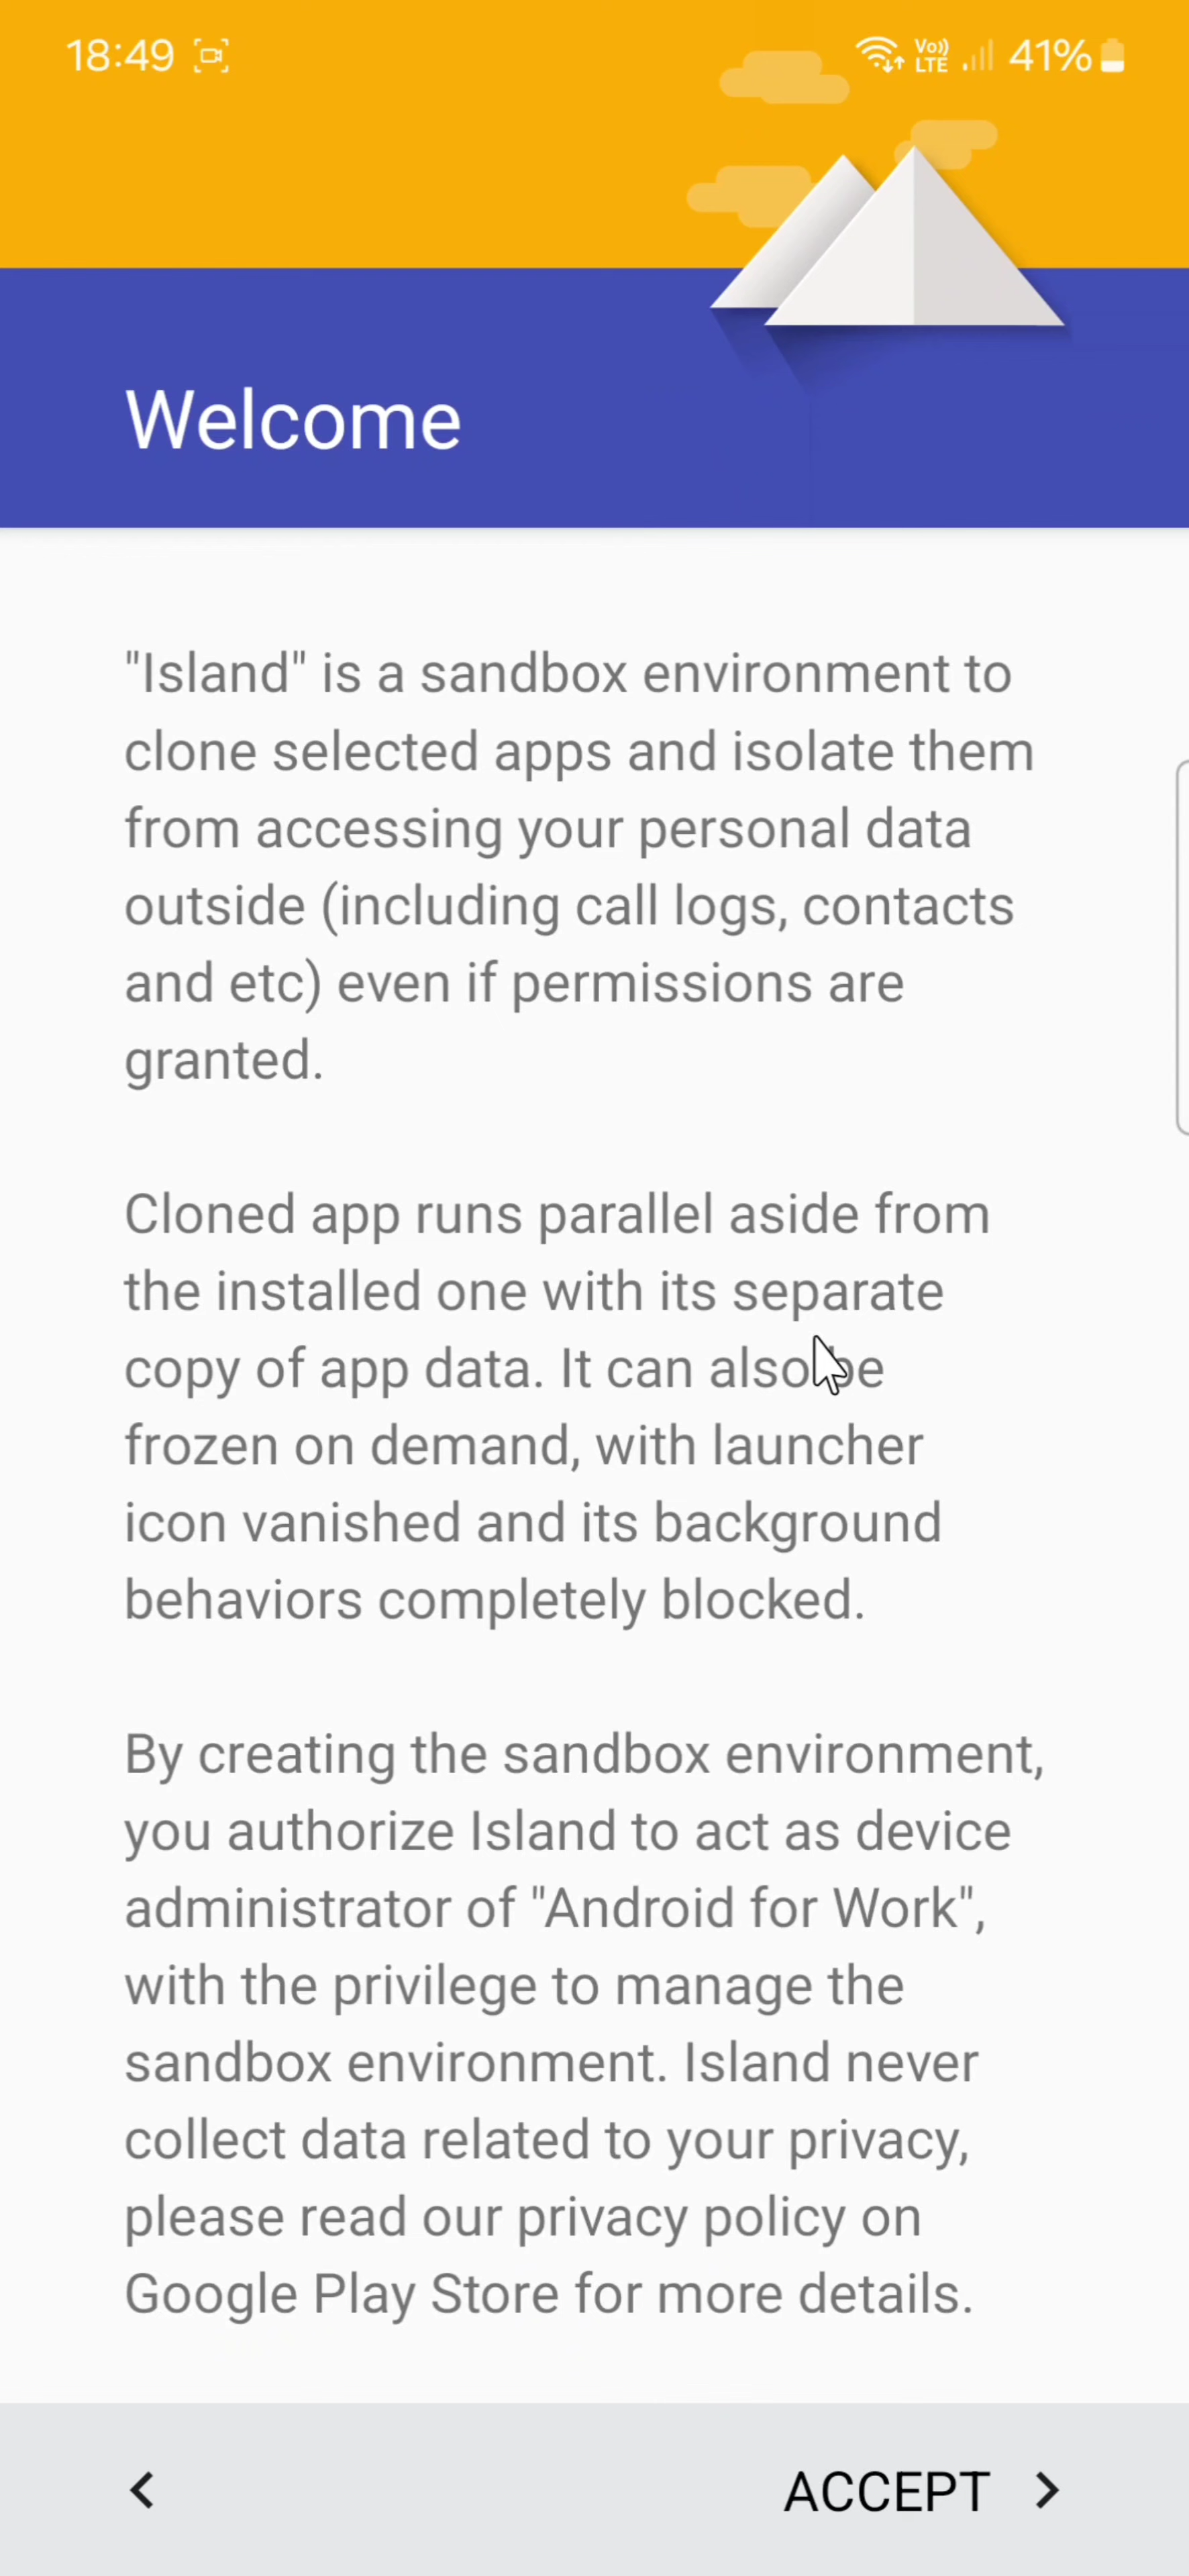 18:49 Vo)) LTE 41%
Welcome
"Island" is a sandbox environment to
clone selected apps and isolate them
from accessing your personal data
outside (including call logs, contacts
and etc) even if permissions are
granted.
Cloned app runs parallel aside from
the installed one with its separate
copy of app data. It can also be
frozen on demand, with launcher
icon vanished and its background
behaviors completely blocked.
By creating the sandbox environment,
you authorize Island to act as device
administrator of "Android for Work",
with the privilege to manage the
sandbox environment. Island never
collect data related to your privacy,
please read our privacy policy on
Google Play Store for more details.
ACCEPT